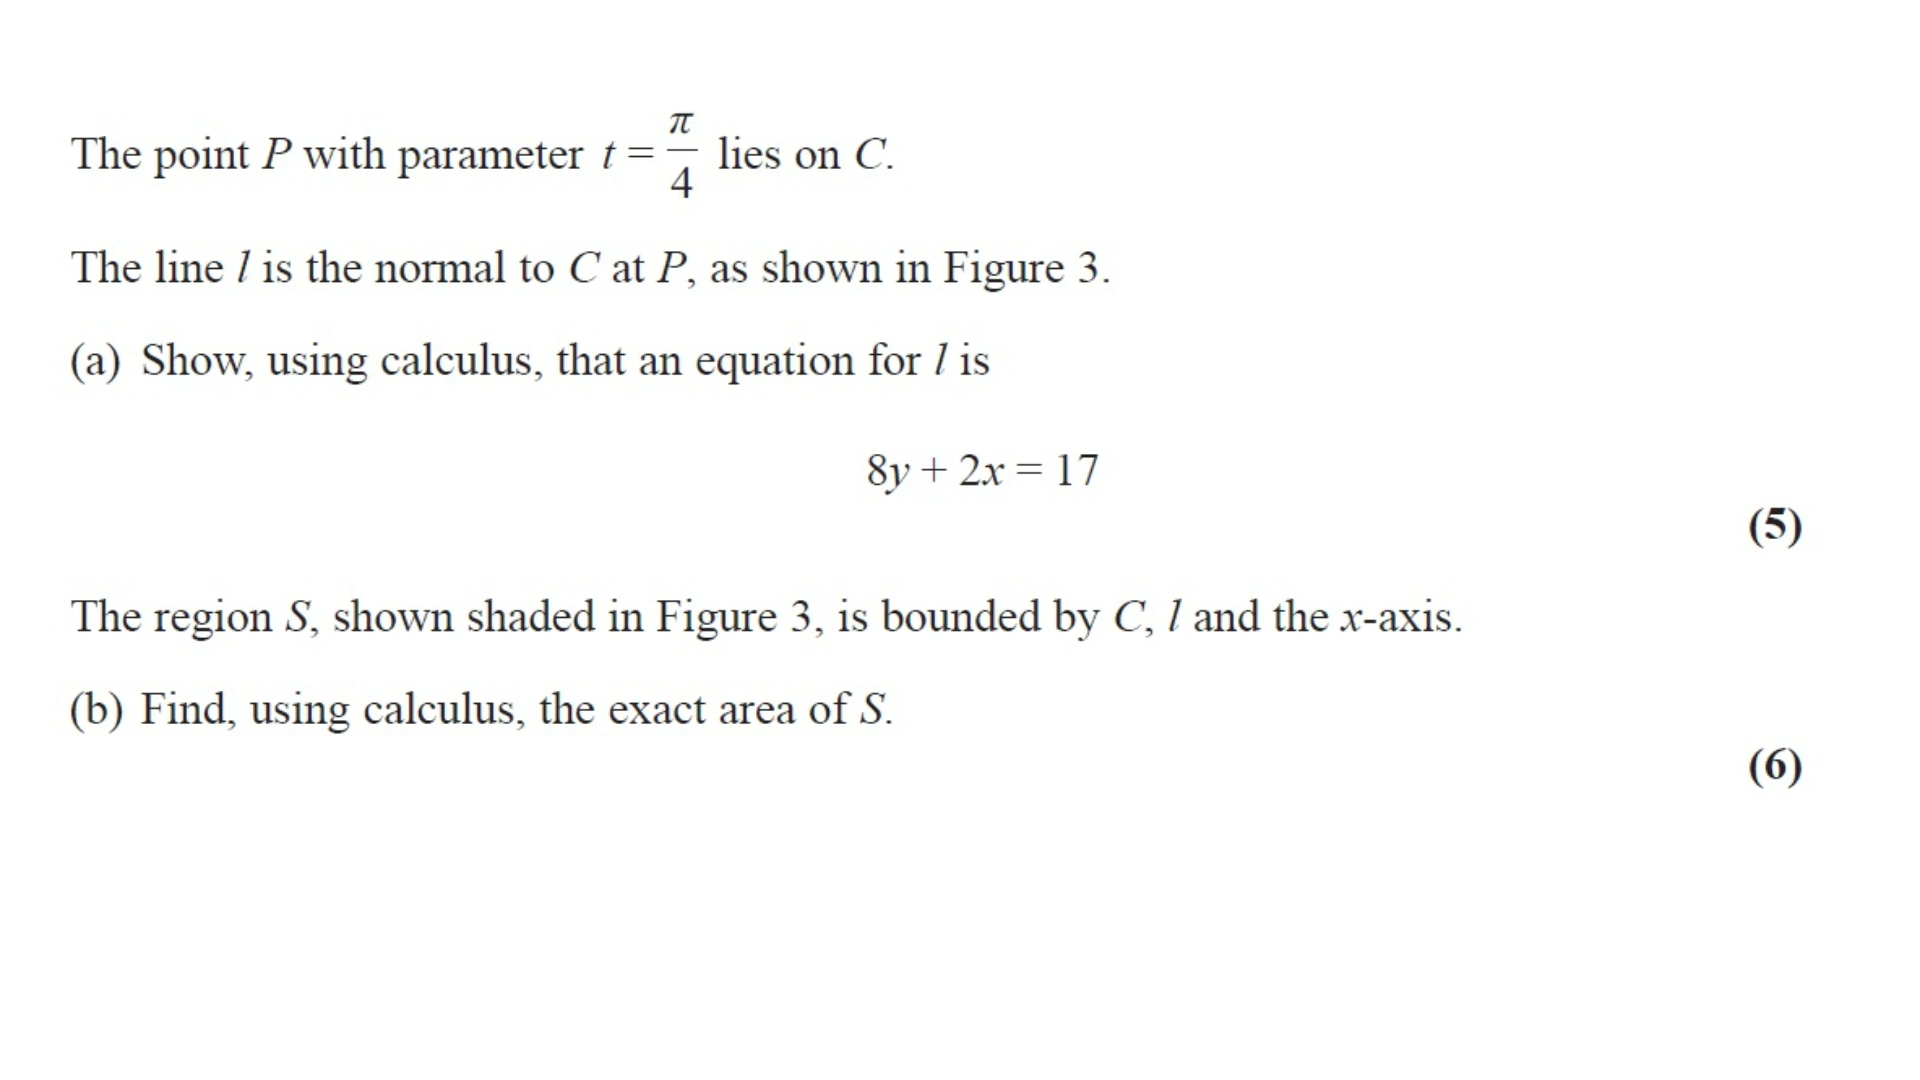 The point P with parameter t = π/4 lies on C.
The line l is the normal to C at P, as shown in Figure 3.
(a) Show, using calculus, that an equation for l is
8y + 2x = 17
(5)
The region S, shown shaded in Figure 3, is bounded by C, l and the x-axis.
(b) Find, using calculus, the exact area of S.
(6)